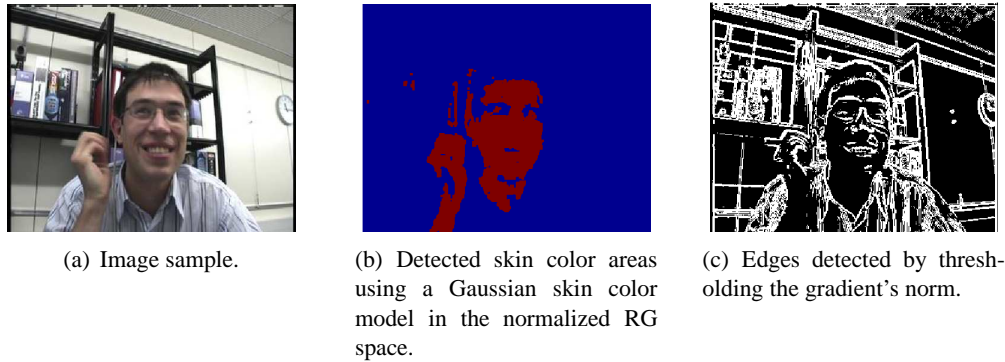 (a) Image sample.
(b) Detected skin color areas
using a Gaussian skin color
model in the normalized RG
space.
(c) Edges detected by thresh-
olding the gradient's norm.